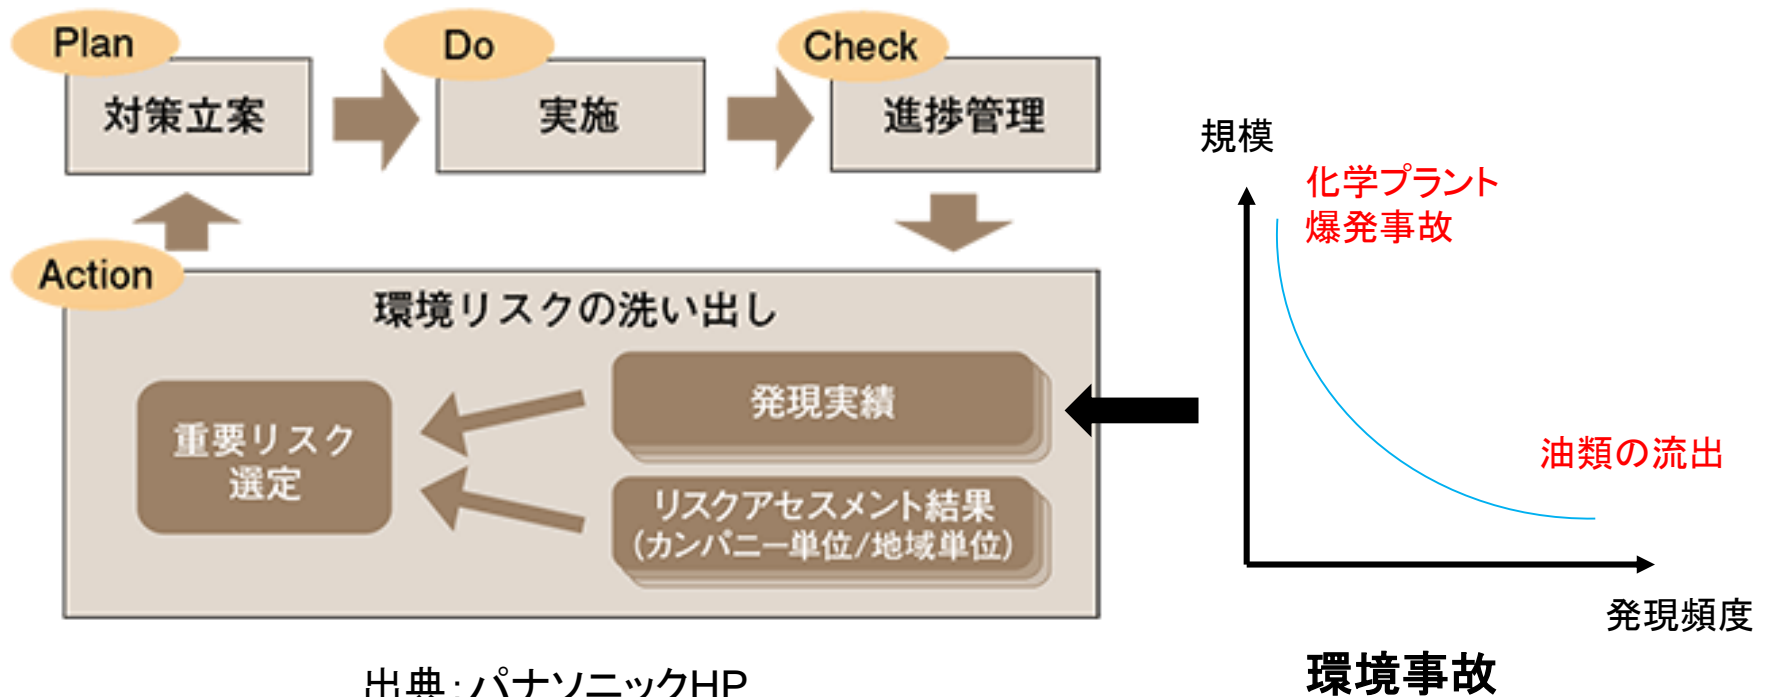 Plan
対策立案
Do
実施
Check
進捗管理
Action
環境リスクの洗い出し
重要リスク
選定
発現実績
リスクアセスメント結果
(カンパニー単位/地域単位)
出典:パナソニックHP
規模
化学プラント
爆発事故
油類の流出
発現頻度
環境事故